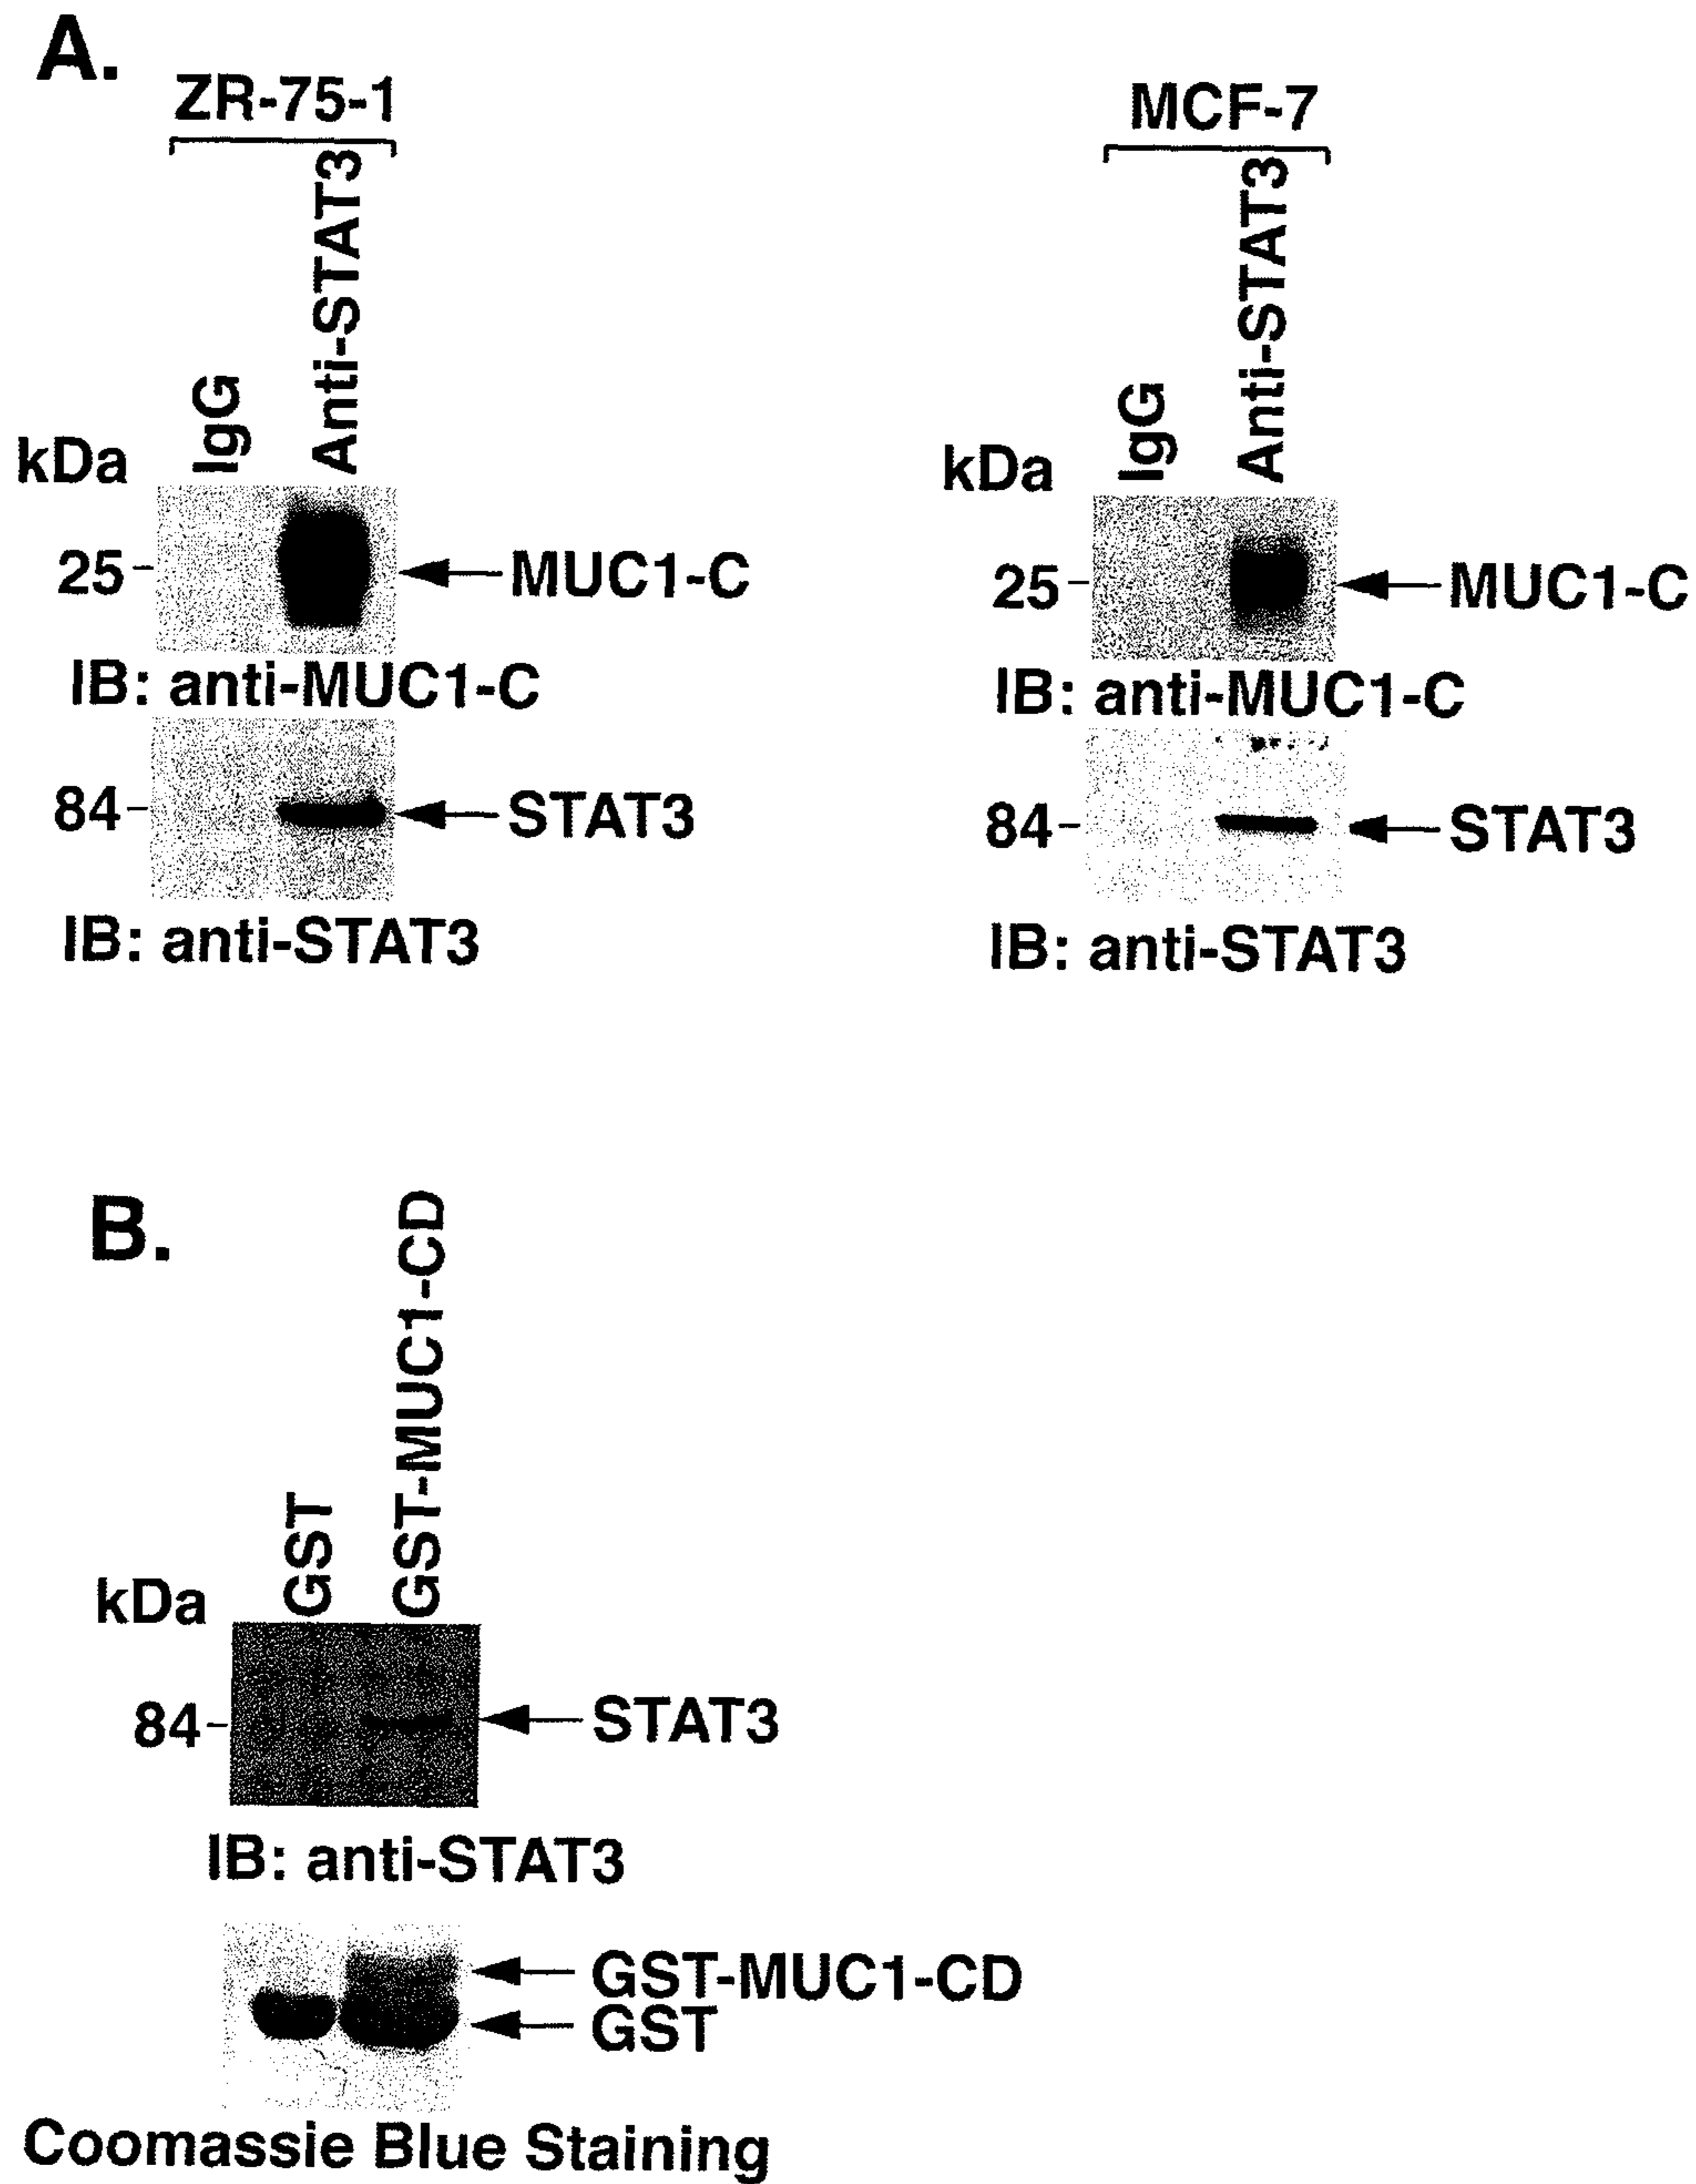 A.
ZR-75-1
IgG
Anti-STAT3
kDa
25
MUC1-C
IB: anti-MUC1-C
84
STAT3
IB: anti-STAT3
MCF-7
IgG
Anti-STAT3
kDa
25
MUC1-C
IB: anti-MUC1-C
84
STAT3
IB: anti-STAT3
B.
GST
GST-MUC1-CD
kDa
84
STAT3
IB: anti-STAT3
GST-MUC1-CD
GST
Coomassie Blue Staining